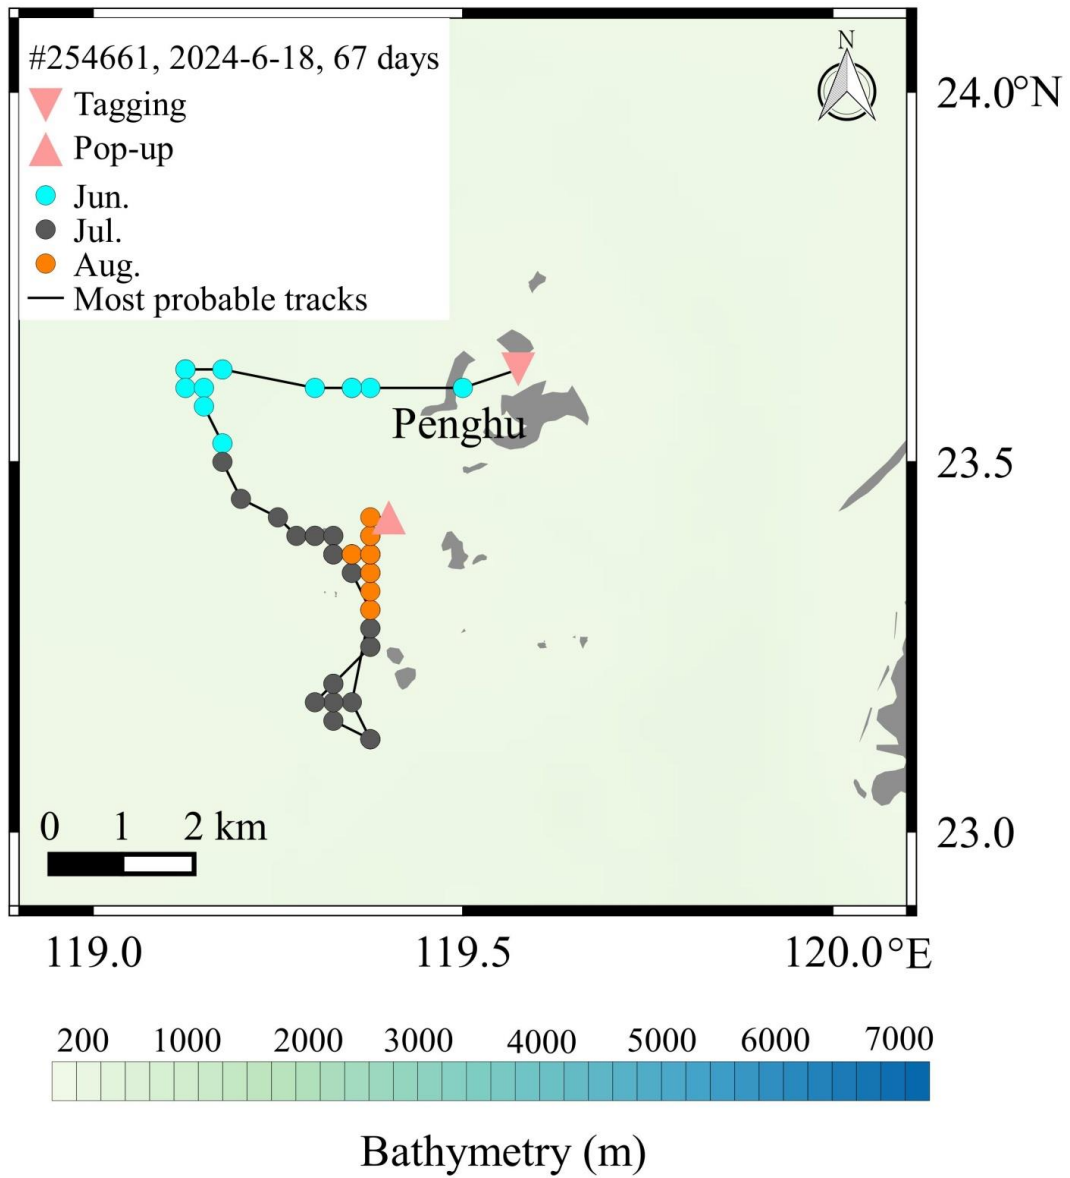 #254661, 2024-6-18, 67 days
Tagging
Pop-up
Jun.
Jul.
Aug.
Most probable tracks
N
24.0°N
Penghu
23.5
0 1 2 km
23.0
119.0 119.5 120.0°E
200 1000 2000 3000 4000 5000 6000 7000
Bathymetry (m)